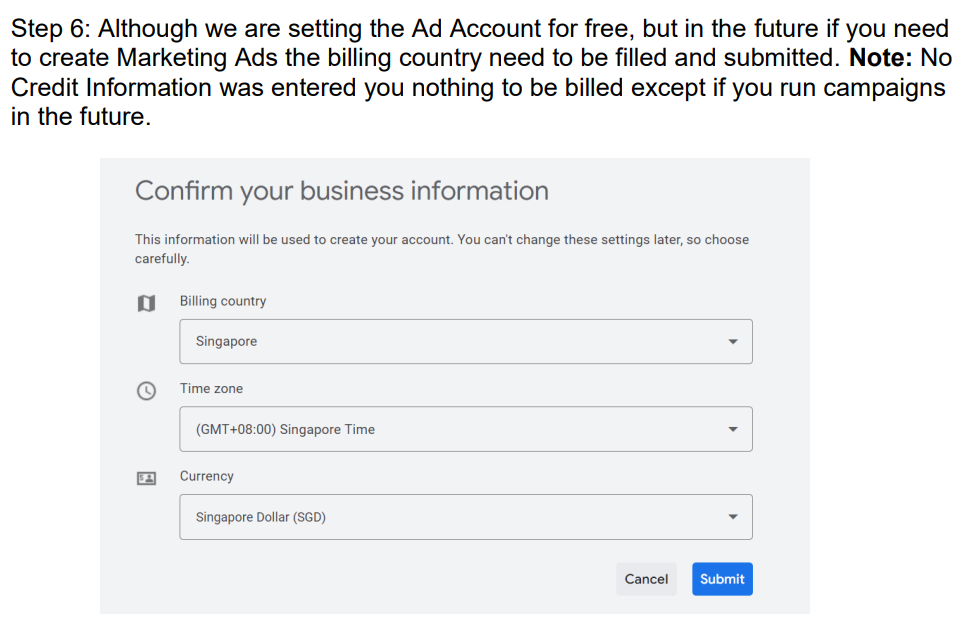 Step 6: Although we are setting the Ad Account for free, but in the future if you need
to create Marketing Ads the billing country need to be filled and submitted. Note: No
Credit Information was entered you nothing to be billed except if you run campaigns
in the future.
Confirm your business information
This information will be used to create your account. You can't change these settings later, so choose
carefully.
Billing country
Singapore
Time zone
(GMT+08:00) Singapore Time
Currency
Singapore Dollar (SGD)
Cancel Submit